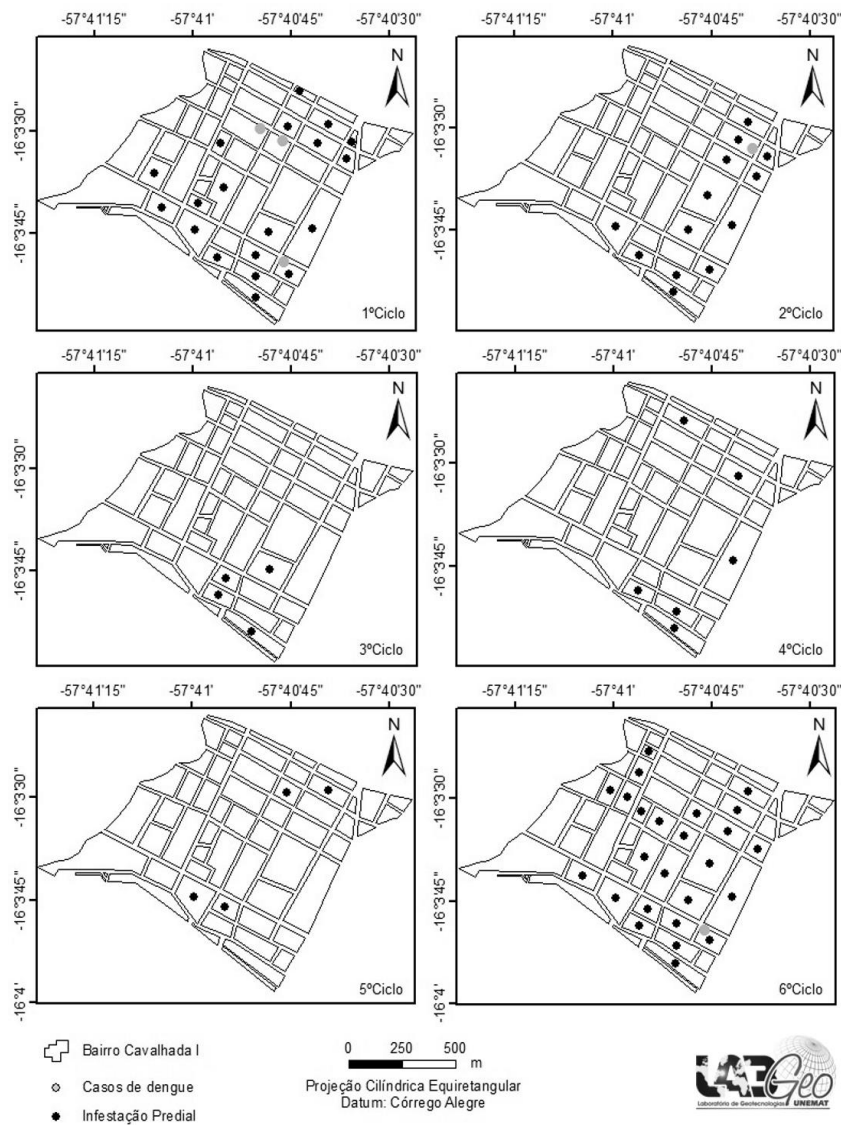 -57°41'15" -57°41' -57°40'45" -57°40'30"
-57°41'15" -57°41' -57°40'45" -57°40'30"
N
N
-16°3'30"
-16°3'30"
-16°3'45"
-16°3'45"
1ºCiclo
2ºCiclo
-57°41'15" -57°41' -57°40'45" -57°40'30"
-57°41'15" -57°41' -57°40'45" -57°40'30"
N
N
-16°3'30"
-16°3'30"
-16°3'45"
-16°3'45"
3ºCiclo
4ºCiclo
-57°41'15" -57°41' -57°40'45" -57°40'30"
-57°41'15" -57°41' -57°40'45" -57°40'30"
N
N
-16°3'30"
-16°3'30"
-16°3'45"
-16°3'45"
-16°4'
-16°4'
5ºCiclo
6ºCiclo
Bairro Cavalhada I
Casos de dengue
Infestação Predial
0 250 500
m
Projeção Cilíndrica Equiretangular
Datum: Córrego Alegre
LABGeo
Laboratório de Geotecnologias UNEMAT